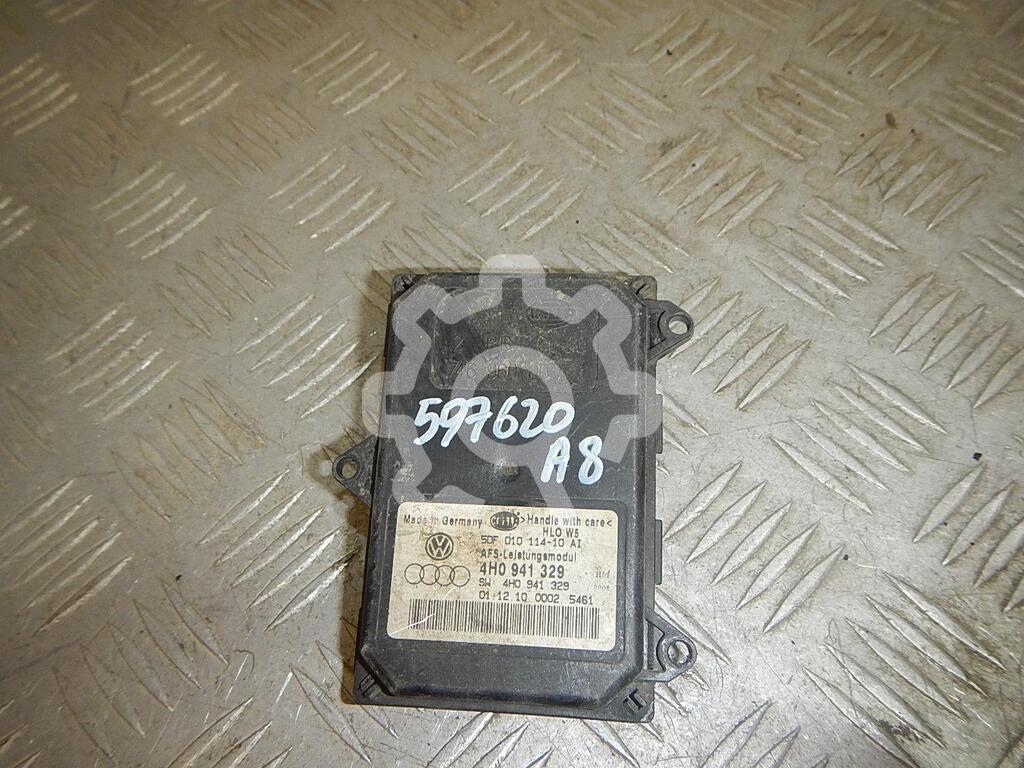 597620
A8
Made in Germany HELLA >Handle with care<
HLO W5
5DF 010 114-10 AI
AFS-Leistungsmodul
4H0 941 329 H01
SW 4H0 941 329
01.12.10 0002 5461